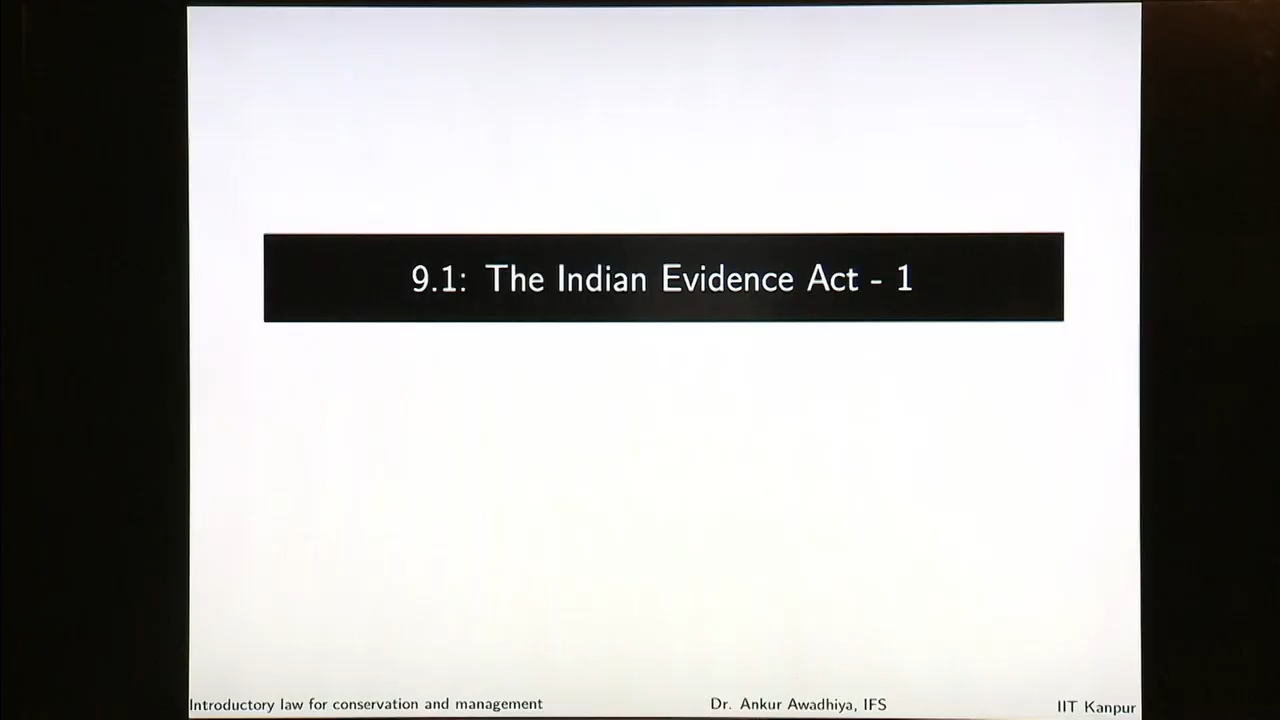 9.1: The Indian Evidence Act - 1
Introductory law for conservation and management Dr. Ankur Awadhiya, IFS IIT Kanpur